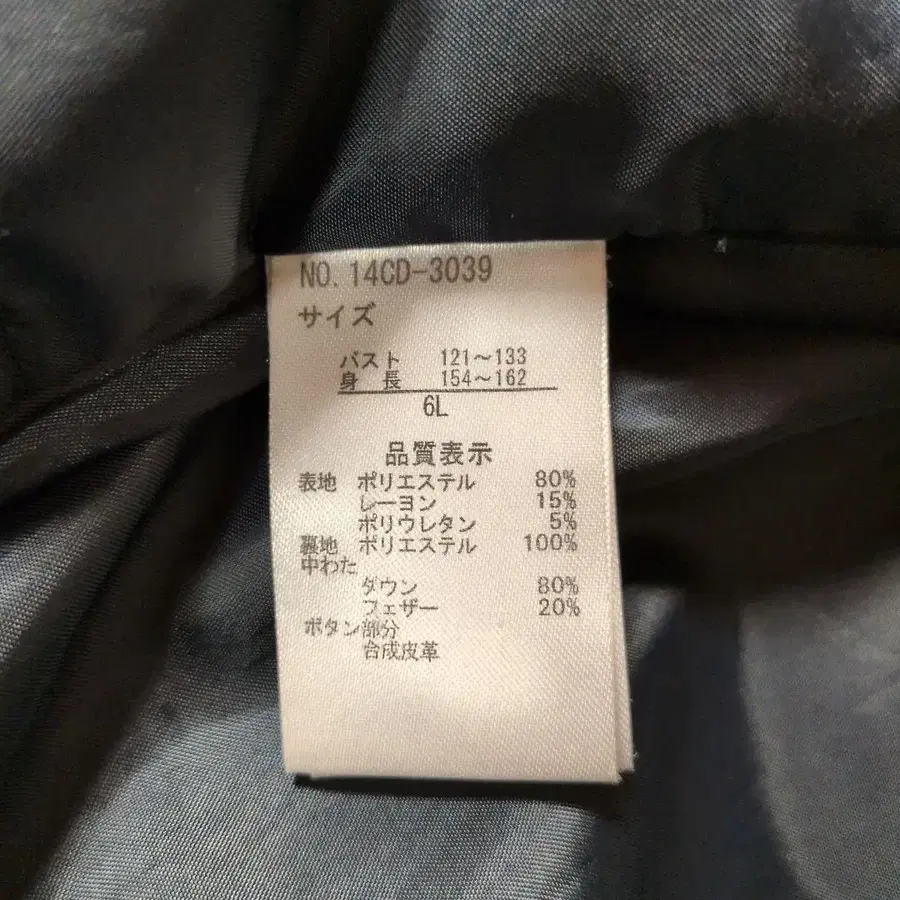 NO. 14CD-3039
サイズ
バスト 121～133
身 長 154～162
6L
品質表示
表地 ポリエステル 80%
レーヨン 15%
ポリウレタン 5%
裏地 ポリエステル 100%
中わた
ダウン 80%
フェザー 20%
ボタン部分
合成皮革